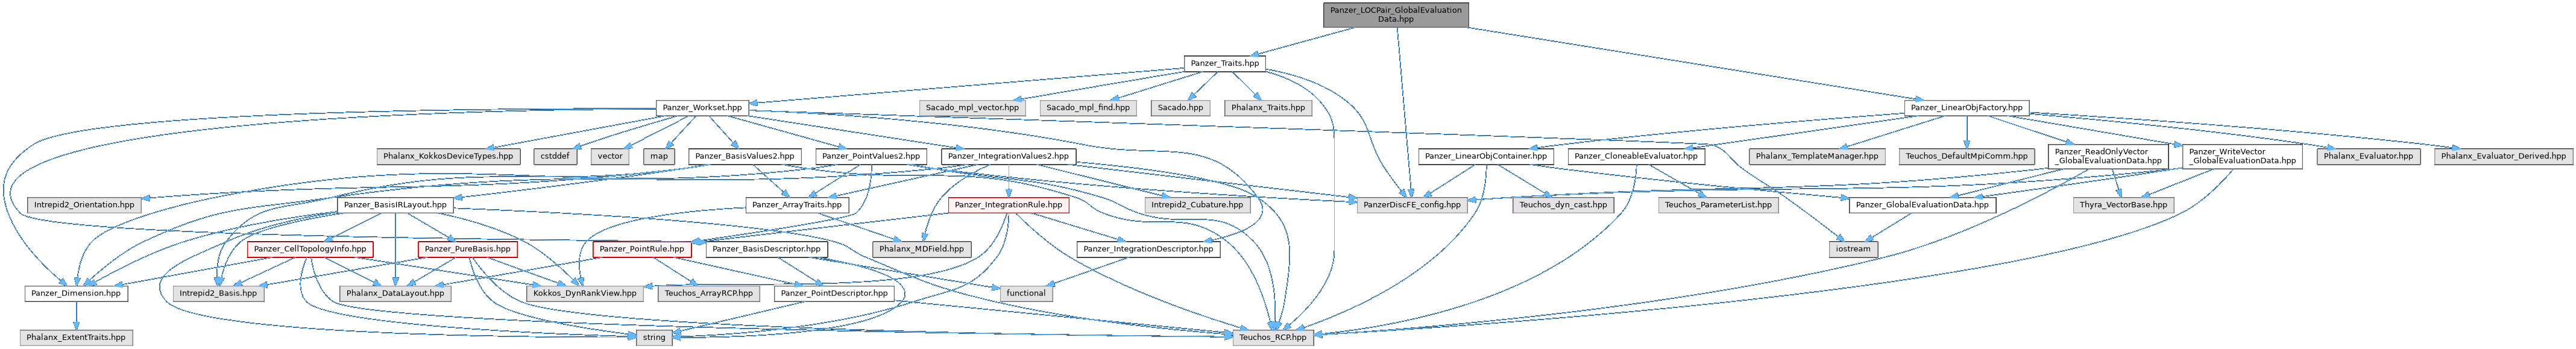 Panzer_LOCPair_GlobalEvaluation
Data.hpp
Panzer_Traits.hpp
Panzer_Workset.hpp
Sacado_mpl_vector.hpp
Sacado_mpl_find.hpp
Sacado.hpp
Phalanx_Traits.hpp
Panzer_LinearObjFactory.hpp
Phalanx_KokkosDeviceTypes.hpp
cstddef
vector
map
Panzer_BasisValues2.hpp
Panzer_PointValues2.hpp
Panzer_IntegrationValues2.hpp
Panzer_LinearObjContainer.hpp
Panzer_CloneableEvaluator.hpp
Phalanx_TemplateManager.hpp
Teuchos_DefaultMpiComm.hpp
Panzer_ReadOnlyVector
_GlobalEvaluationData.hpp
Panzer_WriteVector
_GlobalEvaluationData.hpp
Phalanx_Evaluator.hpp
Phalanx_Evaluator_Derived.hpp
Intrepid2_Orientation.hpp
Panzer_BasisIRLayout.hpp
Panzer_ArrayTraits.hpp
Panzer_IntegrationRule.hpp
Intrepid2_Cubature.hpp
PanzerDiscFE_config.hpp
Teuchos_dyn_cast.hpp
Teuchos_ParameterList.hpp
Panzer_GlobalEvaluationData.hpp
Thyra_VectorBase.hpp
Panzer_CellTopologyInfo.hpp
Panzer_PureBasis.hpp
Panzer_PointRule.hpp
Panzer_BasisDescriptor.hpp
Phalanx_MDField.hpp
Panzer_IntegrationDescriptor.hpp
iostream
Panzer_Dimension.hpp
Intrepid2_Basis.hpp
Phalanx_DataLayout.hpp
Kokkos_DynRankView.hpp
Teuchos_ArrayRCP.hpp
Panzer_PointDescriptor.hpp
functional
Phalanx_ExtentTraits.hpp
string
Teuchos_RCP.hpp